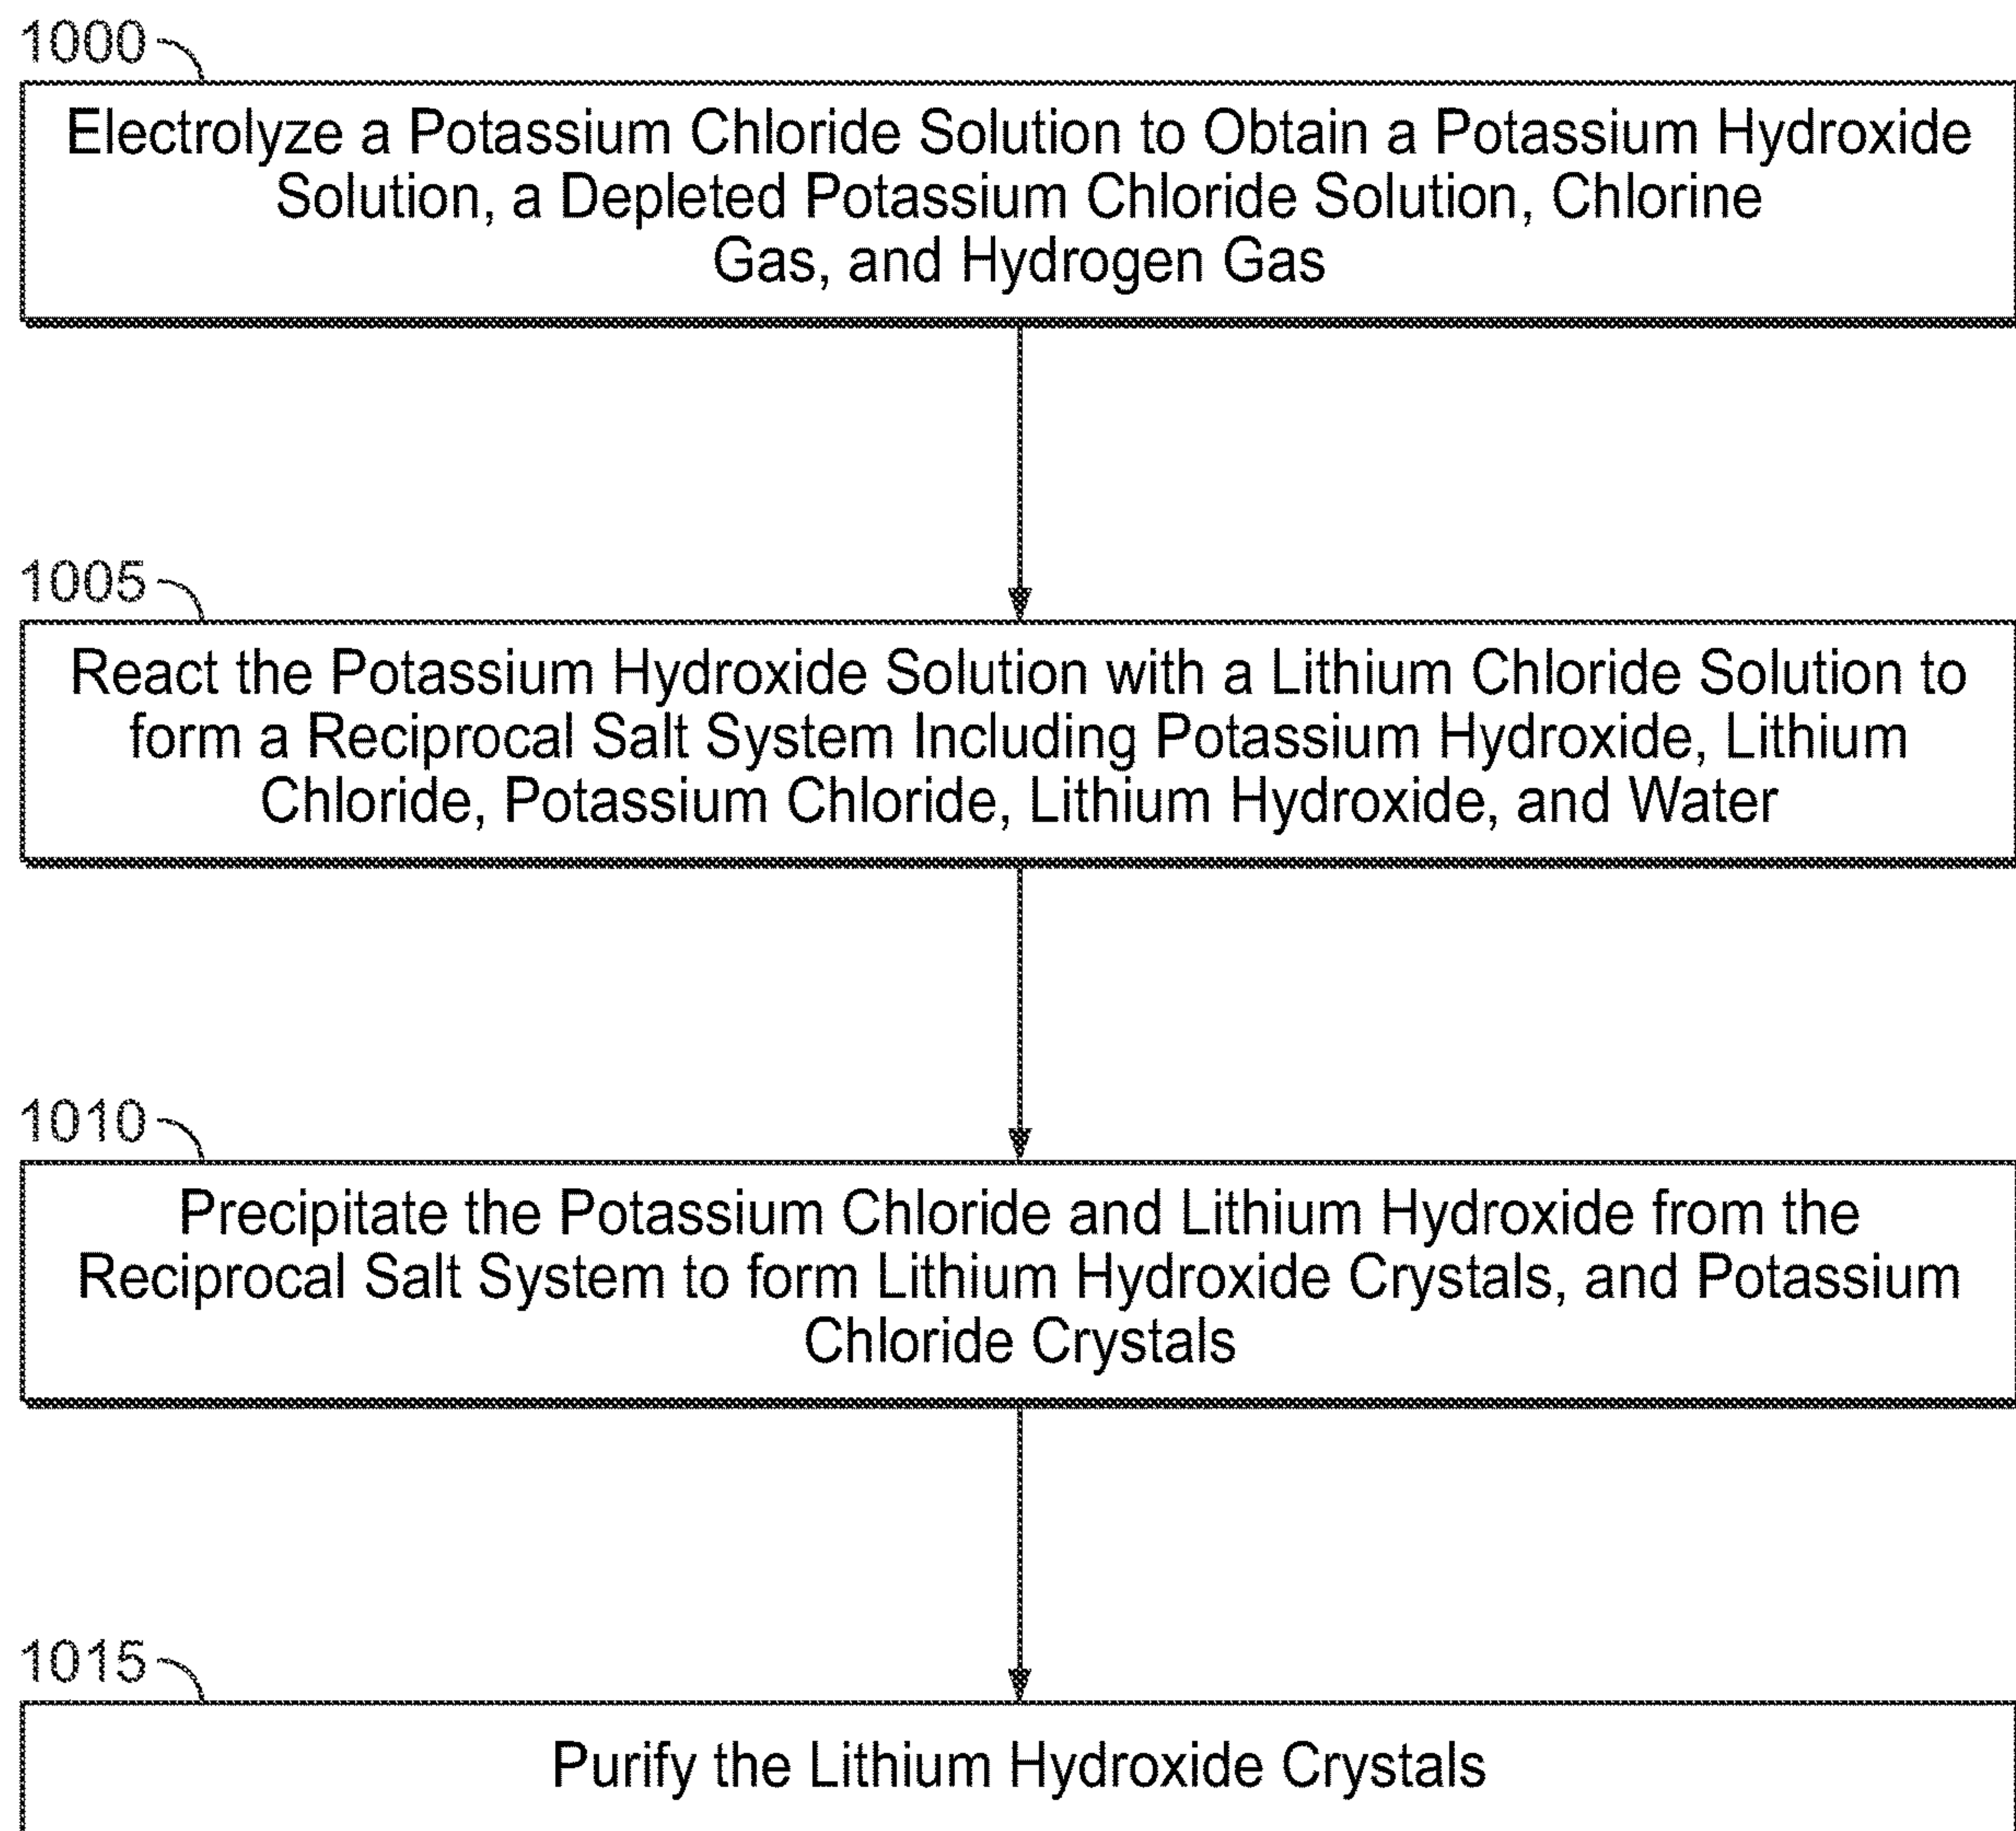 1000
Electrolyze a Potassium Chloride Solution to Obtain a Potassium Hydroxide
Solution, a Depleted Potassium Chloride Solution, Chlorine
Gas, and Hydrogen Gas
1005
React the Potassium Hydroxide Solution with a Lithium Chloride Solution to
form a Reciprocal Salt System Including Potassium Hydroxide, Lithium
Chloride, Potassium Chloride, Lithium Hydroxide, and Water
1010
Precipitate the Potassium Chloride and Lithium Hydroxide from the
Reciprocal Salt System to form Lithium Hydroxide Crystals, and Potassium
Chloride Crystals
1015
Purify the Lithium Hydroxide Crystals